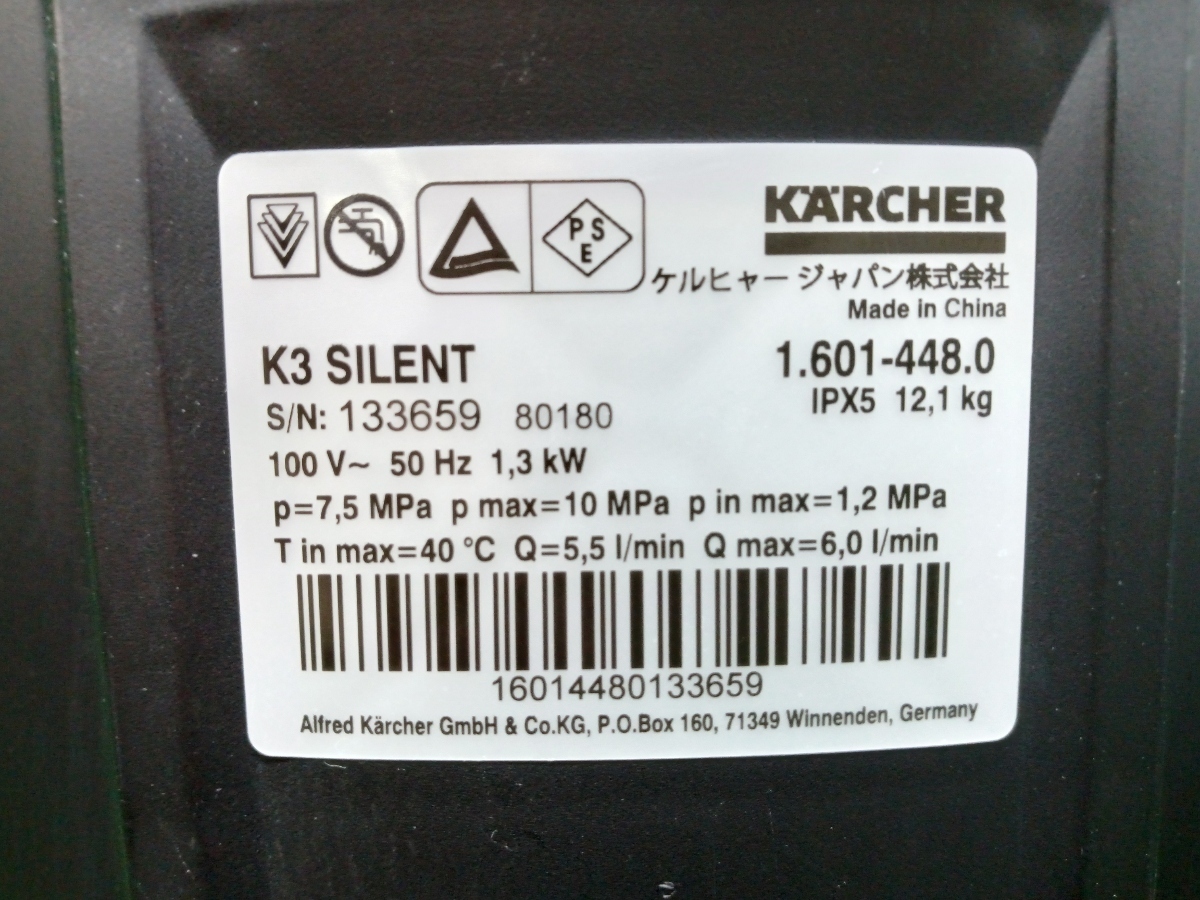 PSE
KÄRCHER
ケルヒャー ジャパン株式会社
Made in China
K3 SILENT 1.601-448.0
S/N: 133659 80180 IPX5 12,1 kg
100 V~ 50 Hz 1,3 kW
p=7,5 MPa p max=10 MPa p in max=1,2 MPa
T in max=40 °C Q=5,5 l/min Q max=6,0 l/min
16014480133659
Alfred Kärcher GmbH & Co.KG, P.O.Box 160, 71349 Winnenden, Germany